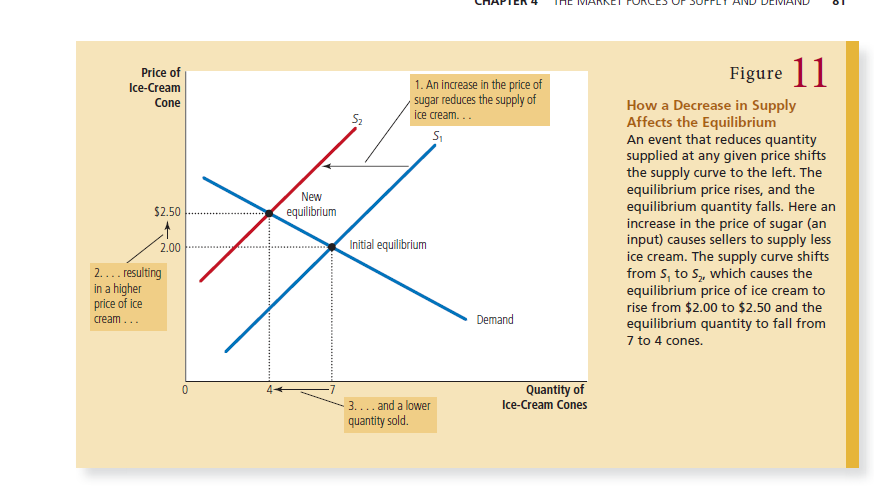 CHAPTER 4 THE MARKET FORCES OF SUPPLY AND DEMAND 81
Price of
Ice-Cream
Cone
1. An increase in the price of
sugar reduces the supply of
ice cream. . .
S2
S1
New
equilibrium
$2.50
2.00
Initial equilibrium
2. . . . resulting
in a higher
price of ice
cream . . .
Demand
0
4
7
Quantity of
Ice-Cream Cones
3. . . . and a lower
quantity sold.
Figure 11
How a Decrease in Supply
Affects the Equilibrium
An event that reduces quantity
supplied at any given price shifts
the supply curve to the left. The
equilibrium price rises, and the
equilibrium quantity falls. Here an
increase in the price of sugar (an
input) causes sellers to supply less
ice cream. The supply curve shifts
from S1 to S2, which causes the
equilibrium price of ice cream to
rise from $2.00 to $2.50 and the
equilibrium quantity to fall from
7 to 4 cones.